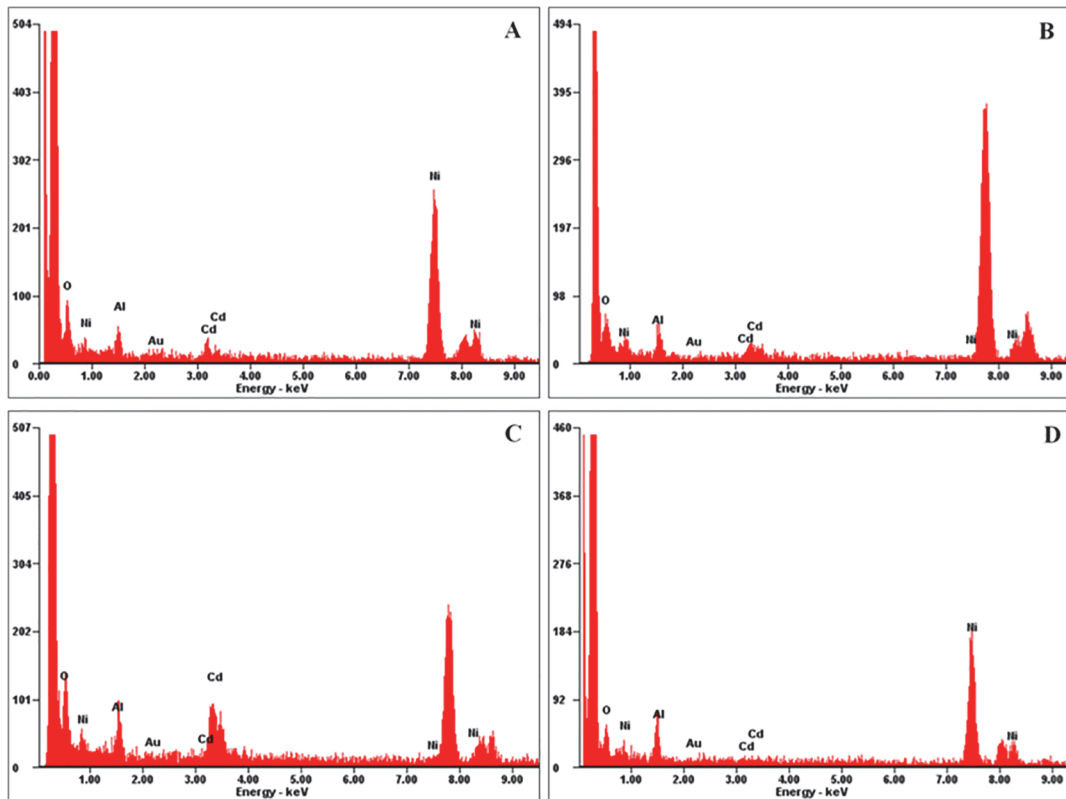 504 A
403
302
Ni
201
O
100
Ni Al Au Cd Cd Ni
0
0.00 1.00 2.00 3.00 4.00 5.00 6.00 7.00 8.00 9.00
Energy - keV
494 B
395
296
197
98
O
Ni Al Au Cd Cd Ni Ni
0
1.00 2.00 3.00 4.00 5.00 6.00 7.00 8.00 9.00
Energy - keV
507 C
405
304
202
O Cd
101
Ni Al Au Cd Ni Ni
0
1.00 2.00 3.00 4.00 5.00 6.00 7.00 8.00 9.00
Energy - keV
460 D
368
276
184
Ni
92
O Ni Al Au Cd Cd Ni
0
1.00 2.00 3.00 4.00 5.00 6.00 7.00 8.00 9.00
Energy - keV